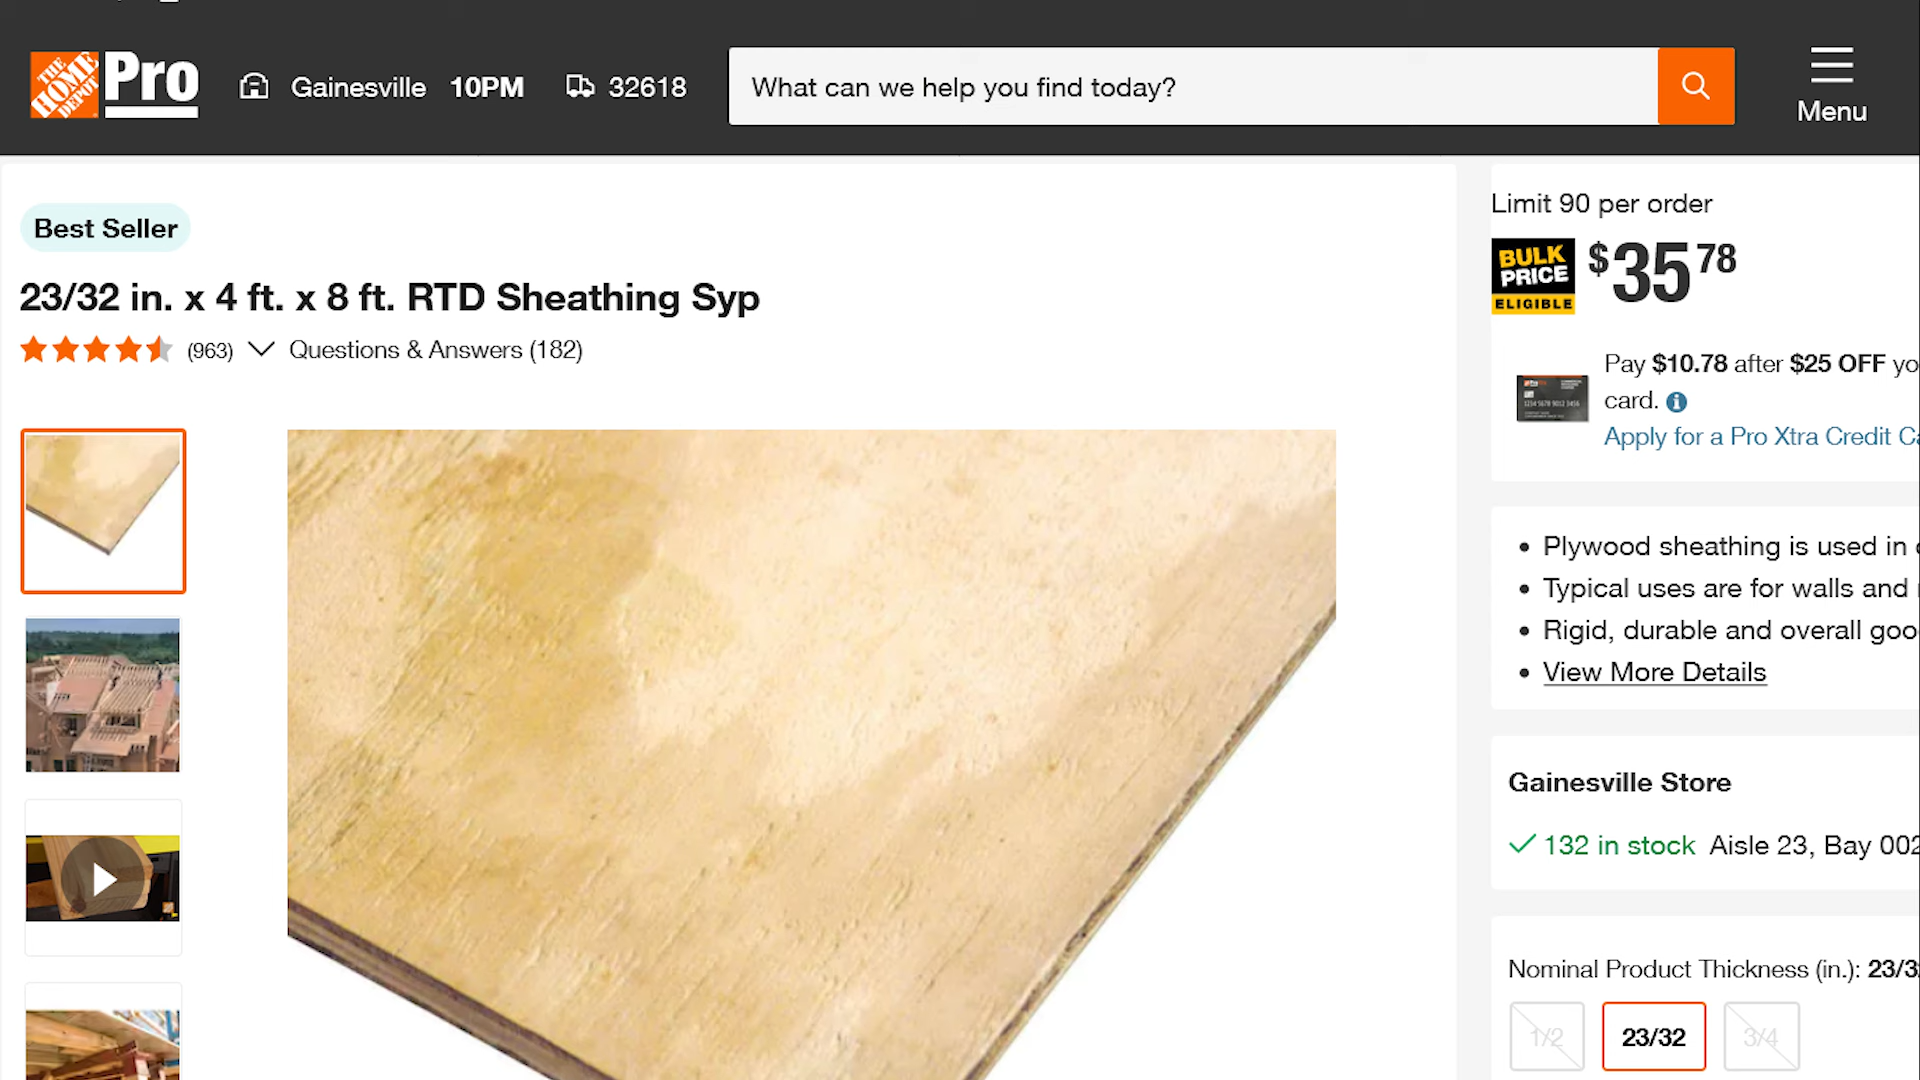 THE HOME DEPOT Pro
Gainesville 10PM 32618
What can we help you find today?
Menu
Best Seller
23/32 in. x 4 ft. x 8 ft. RTD Sheathing Syp
(963) Questions & Answers (182)
Limit 90 per order
BULK PRICE ELIGIBLE
$35 78
Pay $10.78 after $25 OFF yo
card.
Apply for a Pro Xtra Credit Ca
Plywood sheathing is used in
Typical uses are for walls and
Rigid, durable and overall goo
View More Details
Gainesville Store
132 in stock Aisle 23, Bay 002
Nominal Product Thickness (in.): 23/3
1/2 23/32 3/4